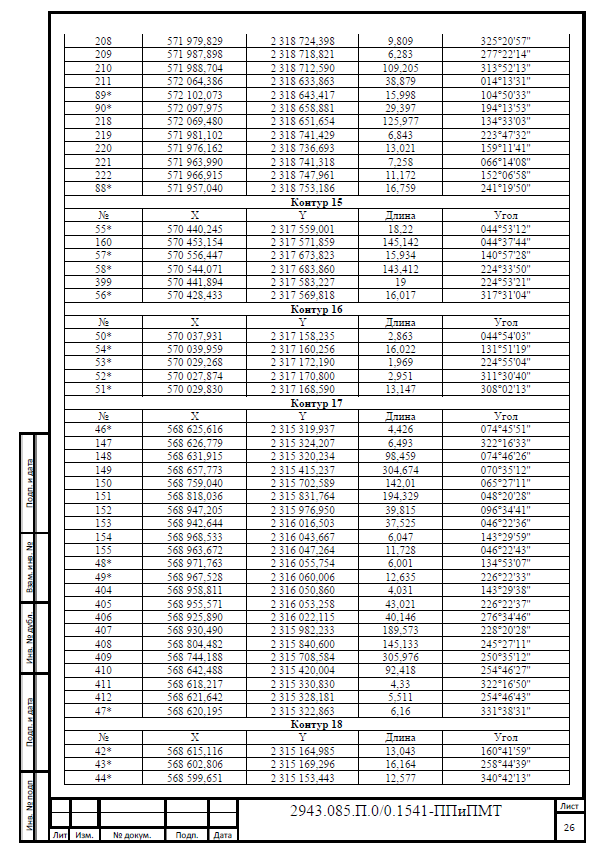 208 571 979,829 2 318 724,398 9,809 325°20'57"
209 571 987,898 2 318 718,821 6,283 277°22'14"
210 571 988,704 2 318 712,590 109,205 313°52'13"
211 572 064,386 2 318 633,863 38,879 014°13'31"
89* 572 102,073 2 318 643,417 15,998 104°50'33"
90* 572 097,975 2 318 658,881 29,397 194°13'53"
218 572 069,480 2 318 651,654 125,977 134°33'03"
219 571 981,102 2 318 741,429 6,843 223°47'32"
220 571 976,162 2 318 736,693 13,021 159°11'41"
221 571 963,990 2 318 741,318 7,258 066°14'08"
222 571 966,915 2 318 747,961 11,172 152°06'58"
88* 571 957,040 2 318 753,186 16,759 241°19'50"
Контур 15
№ X Y Длина Угол
55* 570 440,245 2 317 559,001 18,22 044°53'12"
160 570 453,154 2 317 571,859 145,142 044°37'44"
57* 570 556,447 2 317 673,823 15,934 140°57'28"
58* 570 544,071 2 317 683,860 143,412 224°33'50"
399 570 441,894 2 317 583,227 19 224°53'21"
56* 570 428,433 2 317 569,818 16,017 317°31'04"
Контур 16
№ X Y Длина Угол
50* 570 037,931 2 317 158,235 2,863 044°54'03"
54* 570 039,959 2 317 160,256 16,022 131°51'19"
53* 570 029,268 2 317 172,190 1,969 224°55'04"
52* 570 027,874 2 317 170,800 2,951 311°30'40"
51* 570 029,830 2 317 168,590 13,147 308°02'13"
Контур 17
№ X Y Длина Угол
46* 568 625,616 2 315 319,937 4,426 074°45'51"
147 568 626,779 2 315 324,207 6,493 322°16'33"
148 568 631,915 2 315 320,234 98,459 074°46'26"
149 568 657,773 2 315 415,237 304,674 070°35'12"
150 568 759,040 2 315 702,589 142,01 065°27'11"
151 568 818,036 2 315 831,764 194,329 048°20'28"
152 568 947,205 2 315 976,950 39,815 096°34'41"
153 568 942,644 2 316 016,503 37,525 046°22'36"
154 568 968,533 2 316 043,667 6,047 143°29'59"
155 568 963,672 2 316 047,264 11,728 046°22'43"
48* 568 971,763 2 316 055,754 6,001 134°53'07"
49* 568 967,528 2 316 060,006 12,635 226°22'33"
404 568 958,811 2 316 050,860 4,031 143°29'38"
405 568 955,571 2 316 053,258 43,021 226°22'37"
406 568 925,890 2 316 022,115 40,146 276°34'46"
407 568 930,490 2 315 982,233 189,573 228°20'28"
408 568 804,482 2 315 840,600 145,133 245°27'11"
409 568 744,188 2 315 708,584 305,976 250°35'12"
410 568 642,488 2 315 420,004 92,418 254°46'27"
411 568 618,217 2 315 330,830 4,33 322°16'50"
412 568 621,642 2 315 328,181 5,511 254°46'43"
47* 568 620,195 2 315 322,863 6,16 331°38'31"
Контур 18
№ X Y Длина Угол
42* 568 615,116 2 315 164,985 13,043 160°41'59"
43* 568 602,806 2 315 169,296 16,164 258°44'39"
44* 568 599,651 2 315 153,443 12,577 340°42'13"
Подп. и дата
Взам. инв. №
Инв. № дубл.
Подп. и дата
Инв. № подп
Лит Изм. № докум. Подп. Дата
2943.085.П.0/0.1541-ППиПМТ
Лист
26